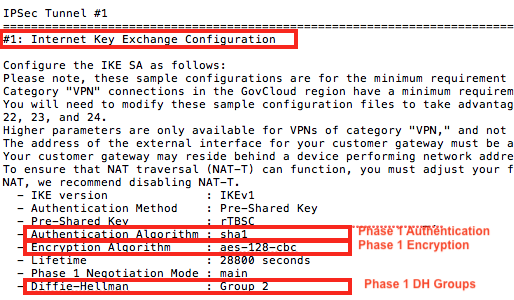 IPSec Tunnel #1
================================================================================
#1: Internet Key Exchange Configuration
Configure the IKE SA as follows:
Please note, these sample configurations are for the minimum requirement
Category "VPN" connections in the GovCloud region have a minimum requirem
You will need to modify these sample configuration files to take advantag
22, 23, and 24.
Higher parameters are only available for VPNs of category "VPN," and not
The address of the external interface for your customer gateway must be a
Your customer gateway may reside behind a device performing network addre
To ensure that NAT traversal (NAT-T) can function, you must adjust your f
NAT, we recommend disabling NAT-T.
- IKE version : IKEv1
- Authentication Method : Pre-Shared Key
- Pre-Shared Key : rTBSC
- Authentication Algorithm : sha1 Phase 1 Authentication
- Encryption Algorithm : aes-128-cbc Phase 1 Encryption
- Lifetime : 28800 seconds
- Phase 1 Negotiation Mode : main
- Diffie-Hellman : Group 2 Phase 1 DH Groups